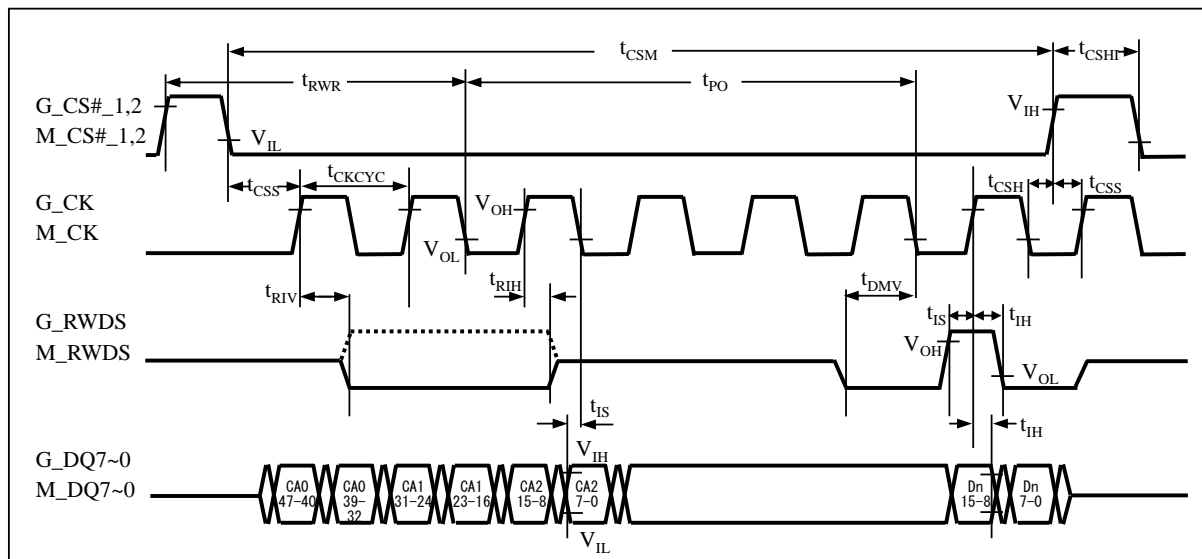 tCSM
tCSHI
tRWR
tPO
G_CS#_1,2
M_CS#_1,2
VIL
VIH
tCSS
tCKCYC
tCSH
tCSS
G_CK
M_CK
VOH
VOL
tRIV
tRIH
tDMV
G_RWDS
M_RWDS
tIS
tIH
VOH
VOL
tIS
tIH
G_DQ7~0
M_DQ7~0
VIH
VIL
CA0
47-40
CA0
39-
32
CA1
31-24
CA1
23-16
CA2
15-8
CA2
7-0
Dn
15-8
Dn
7-0